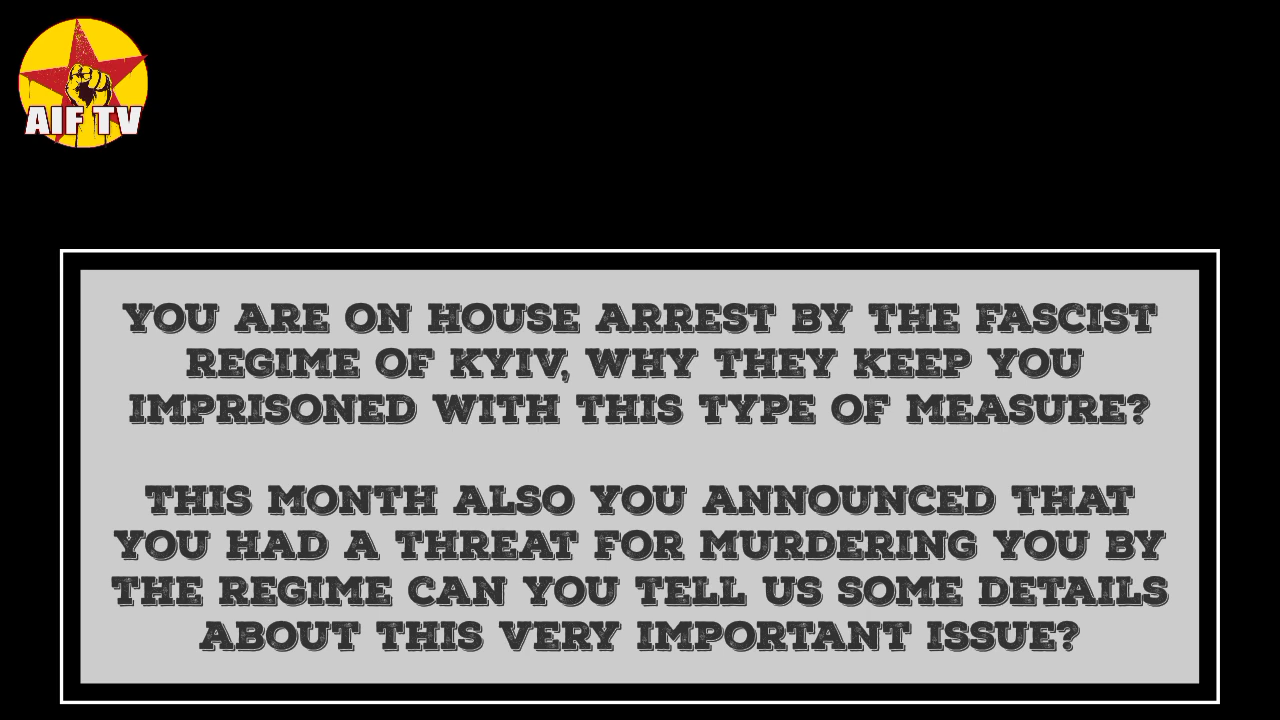 AIF TV
YOU ARE ON HOUSE ARREST BY THE FASCIST
REGIME OF KYIV, WHY THEY KEEP YOU
IMPRISONED WITH THIS TYPE OF MEASURE?
THIS MONTH ALSO YOU ANNOUNCED THAT
YOU HAD A THREAT FOR MURDERING YOU BY
THE REGIME CAN YOU TELL US SOME DETAILS
ABOUT THIS VERY IMPORTANT ISSUE?